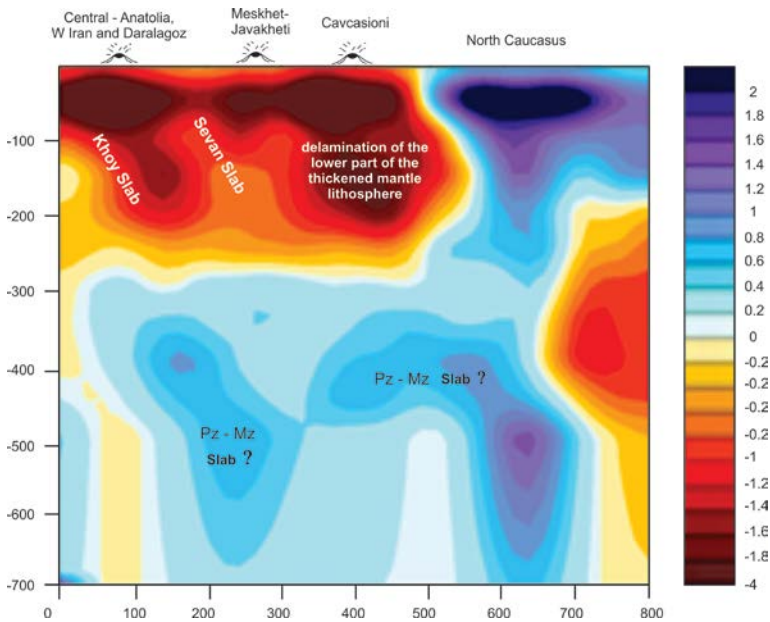 Central - Anatolia,
W Iran and Daralagoz
Meskhet-
Javakheti
Cavcasioni
North Caucasus
Khoy Slab
Sevan Slab
delamination of the
lower part of the
thickened mantle
lithosphere
Pz - Mz
Slab ?
Pz - Mz Slab ?
-100
-200
-300
-400
-500
-600
-700
0
100
200
300
400
500
600
700
800
2
1.8
1.6
1.4
1.2
1
0.8
0.6
0.4
0.2
0
-0.2
-0.2
-0.2
-0.2
-1
-1.2
-1.4
-1.6
-1.8
-4